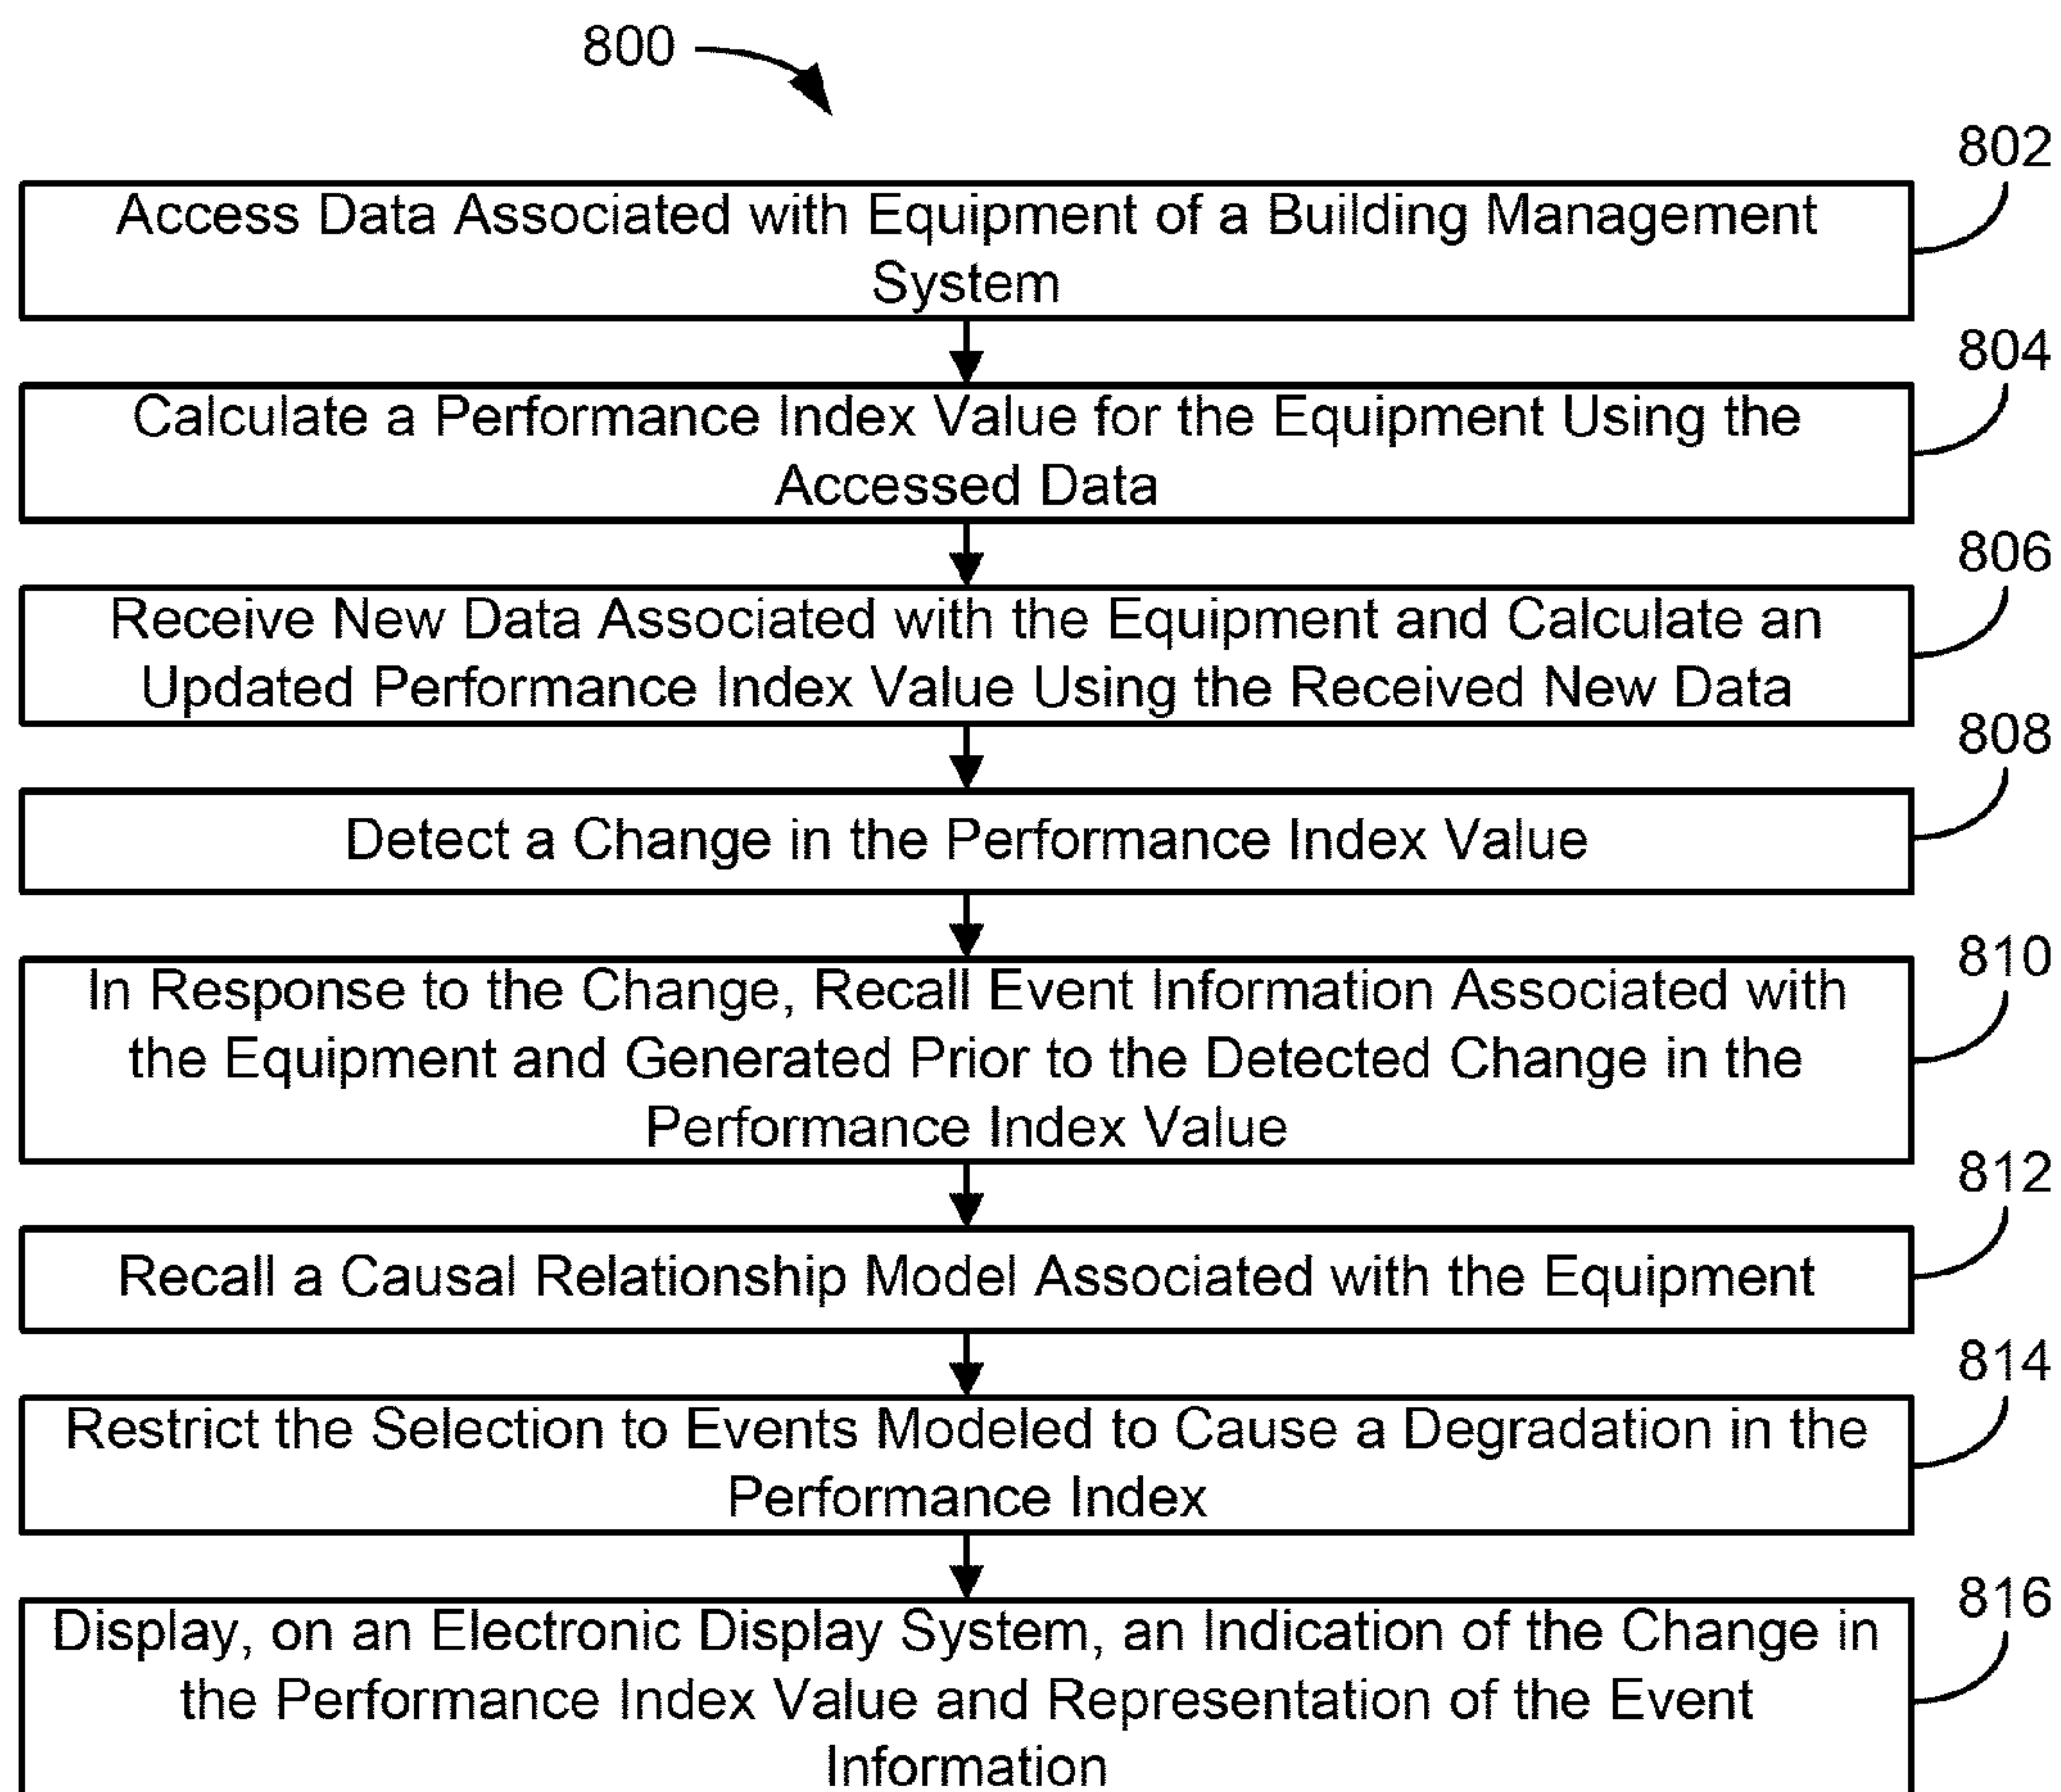 800
802
Access Data Associated with Equipment of a Building Management
System
804
Calculate a Performance Index Value for the Equipment Using the
Accessed Data
806
Receive New Data Associated with the Equipment and Calculate an
Updated Performance Index Value Using the Received New Data
808
Detect a Change in the Performance Index Value
810
In Response to the Change, Recall Event Information Associated with
the Equipment and Generated Prior to the Detected Change in the
Performance Index Value
812
Recall a Causal Relationship Model Associated with the Equipment
814
Restrict the Selection to Events Modeled to Cause a Degradation in the
Performance Index
816
Display, on an Electronic Display System, an Indication of the Change in
the Performance Index Value and Representation of the Event
Information